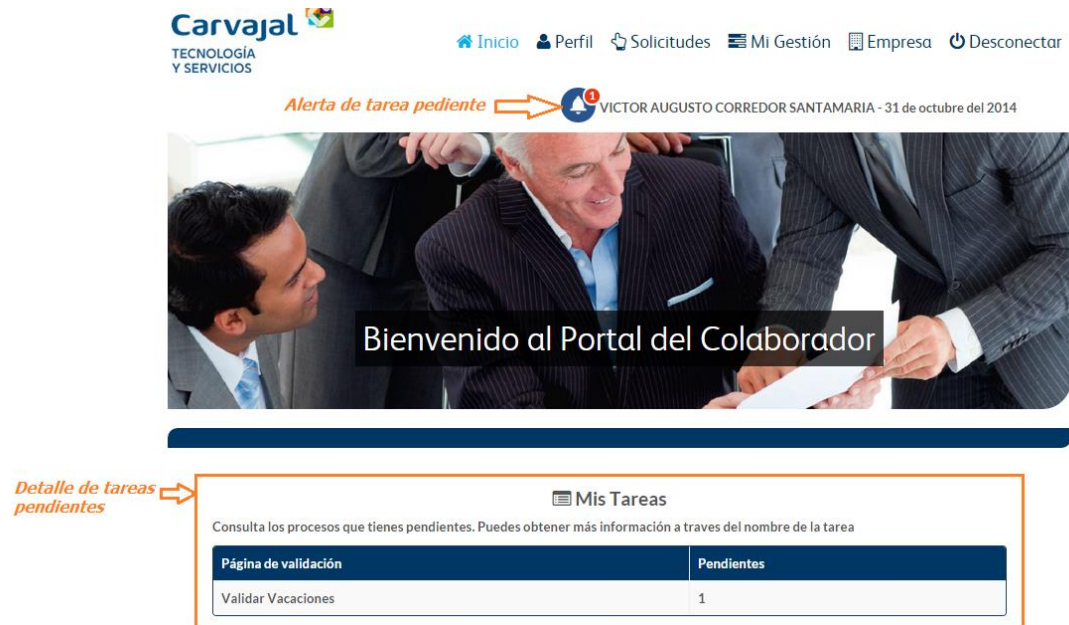 Carvajal
TECNOLOGÍA
Y SERVICIOS
Inicio Perfil Solicitudes Mi Gestión Empresa Desconectar
Alerta de tarea pediente
1
VICTOR AUGUSTO CORREDOR SANTAMARIA - 31 de octubre del 2014
Bienvenido al Portal del Colaborador
Detalle de tareas
pendientes
Mis Tareas
Consulta los procesos que tienes pendientes. Puedes obtener más información a traves del nombre de la tarea
Página de validación Pendientes
Validar Vacaciones 1